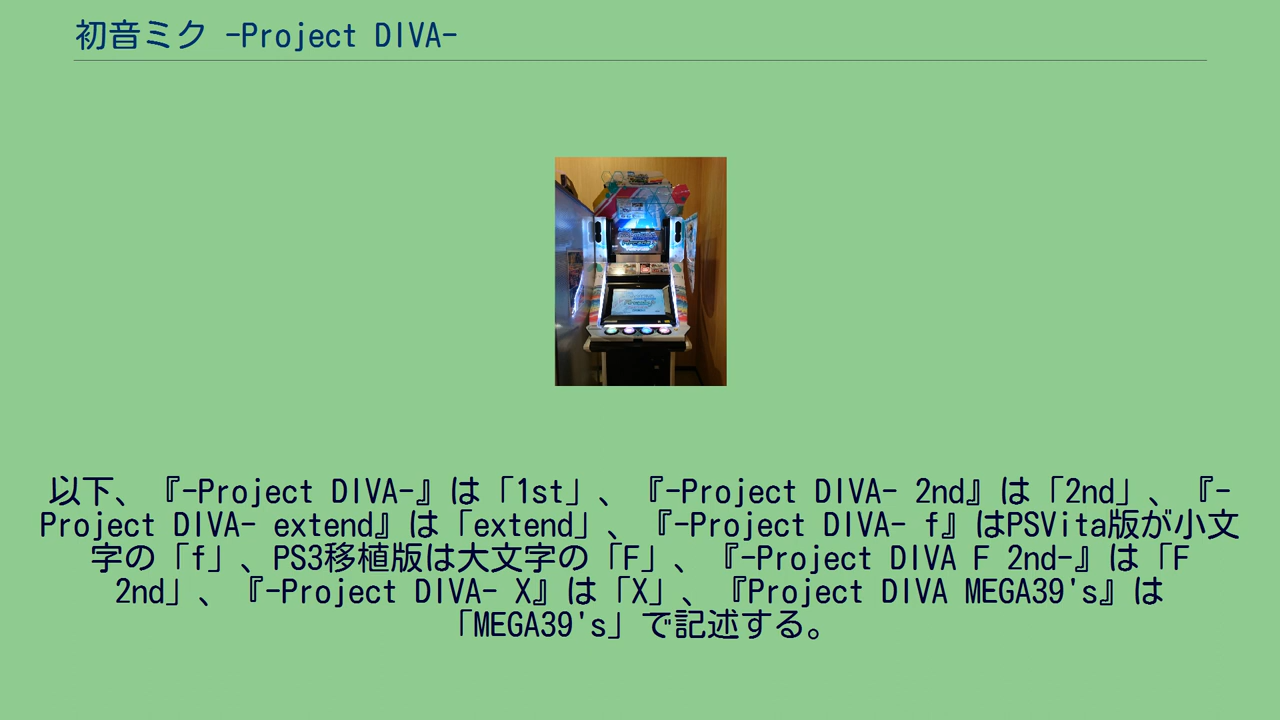 初音ミク -Project DIVA-
以下、『-Project DIVA-』は「1st」、『-Project DIVA- 2nd』は「2nd」、『-
Project DIVA- extend』は「extend」、『-Project DIVA- f』はPSVita版が小文
字の「f」、PS3移植版は大文字の「F」、『-Project DIVA F 2nd-』は「F
2nd」、『-Project DIVA- X』は「X」、『Project DIVA MEGA39's』は
「MEGA39's」で記述する。